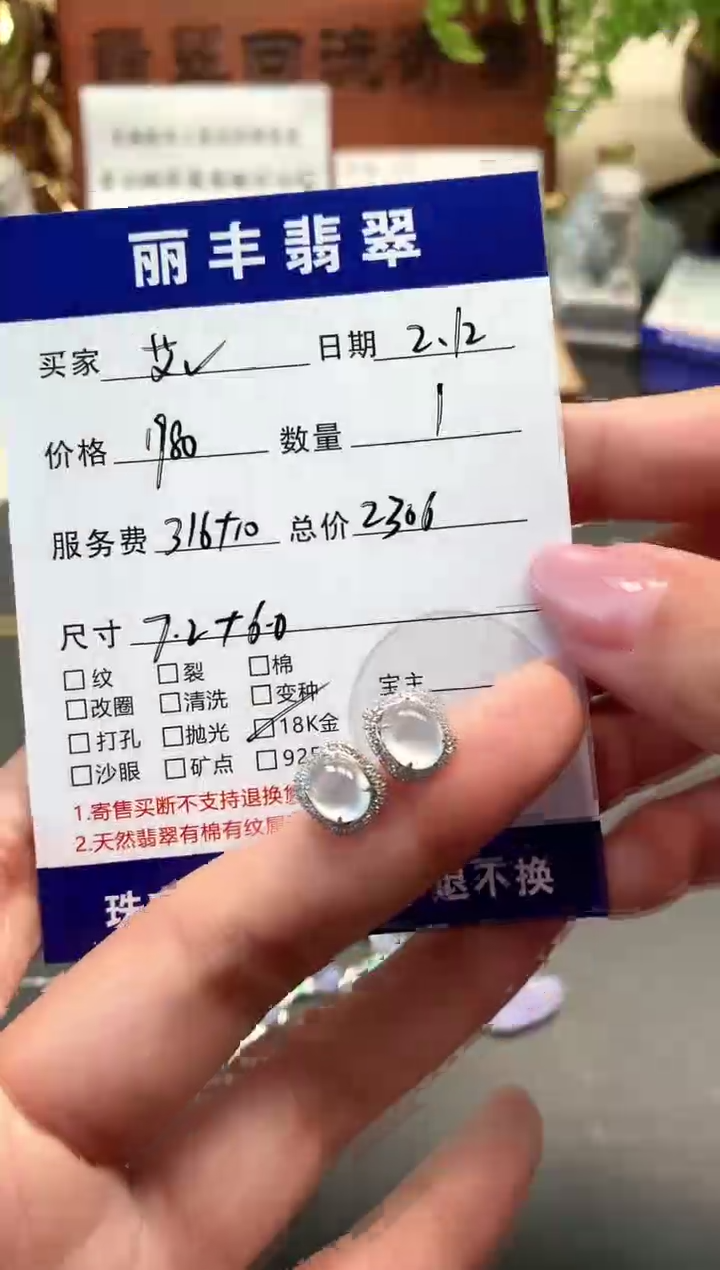 丽丰翡翠
买家 艾 日期 2.12
价格 1980 数量 1
服务费 316+10 总价 2306
尺寸 7.2+6.0
□纹 □裂 □棉
□改圈 □清洗 □变种
□打孔 □抛光 □18K金
□沙眼 □矿点 □925
宝主
1.寄售买断不支持退换
2.天然翡翠有棉有纹属
珠 退不换